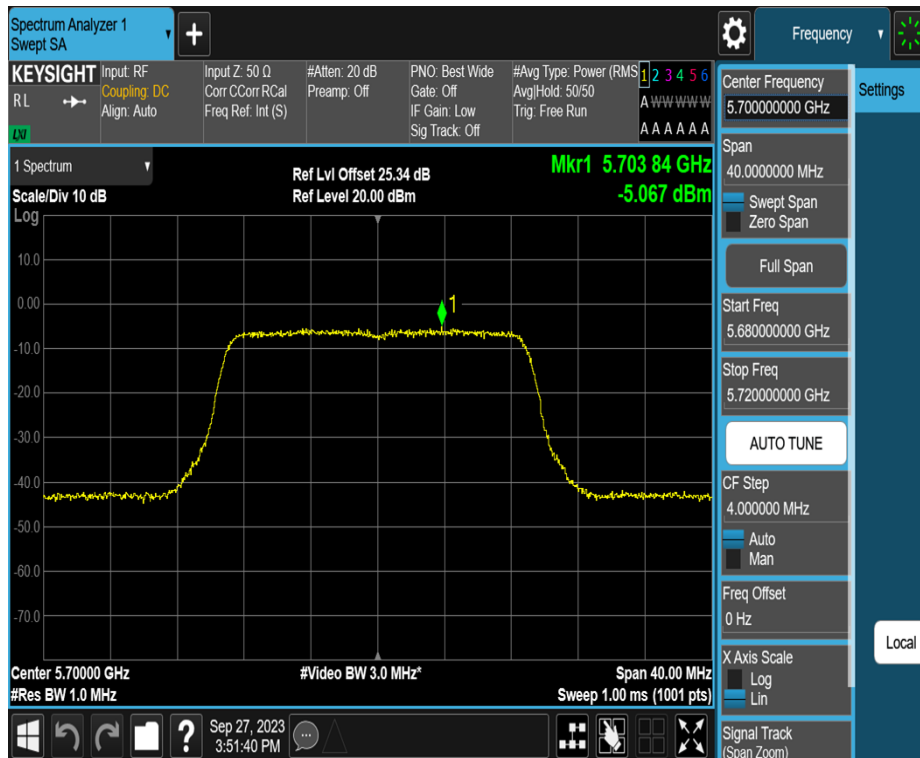 Spectrum Analyzer 1
Swept SA
+
Frequency
KEYSIGHT
RL
LXI
Input: RF
Coupling: DC
Align: Auto
Input Z: 50 Ω
Corr CCorr RCal
Freq Ref: Int (S)
#Atten: 20 dB
Preamp: Off
PNO: Best Wide
Gate: Off
IF Gain: Low
Sig Track: Off
#Avg Type: Power (RMS
Avg|Hold: 50/50
Trig: Free Run
1 2 3 4 5 6
A W W W W W
A A A A A A
1 Spectrum
Scale/Div 10 dB
Log
Ref Lvl Offset 25.34 dB
Ref Level 20.00 dBm
Mkr1 5.703 84 GHz
-5.067 dBm
10.0
0.00
-10.0
-20.0
-30.0
-40.0
-50.0
-60.0
-70.0
1
Center 5.70000 GHz
#Res BW 1.0 MHz
#Video BW 3.0 MHz*
Span 40.00 MHz
Sweep 1.00 ms (1001 pts)
Center Frequency
5.700000000 GHz
Settings
Span
40.0000000 MHz
Swept Span
Zero Span
Full Span
Start Freq
5.680000000 GHz
Stop Freq
5.720000000 GHz
AUTO TUNE
CF Step
4.000000 MHz
Auto
Man
Freq Offset
0 Hz
Local
X Axis Scale
Log
Lin
Signal Track
(Span Zoom)
?
Sep 27, 2023
3:51:40 PM